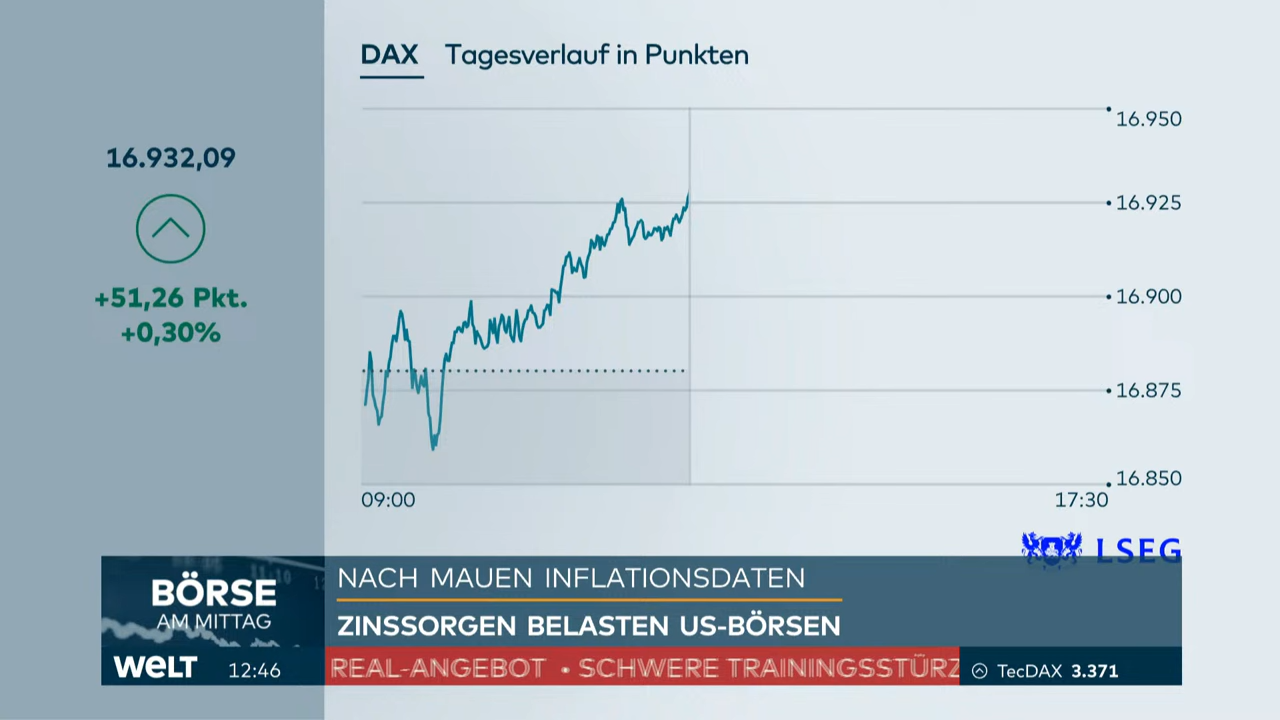 DAX Tagesverlauf in Punkten
16.932,09
+51,26 Pkt.
+0,30%
16.950
16.925
16.900
16.875
16.850
09:00 17:30
LSEG
BÖRSE
AM MITTAG
NACH MAUEN INFLATIONSDATEN
ZINSSORGEN BELASTEN US-BÖRSEN
welt 12:46 REAL-ANGEBOT • SCHWERE TRAININGSSTÜRZ TecDAX 3.371